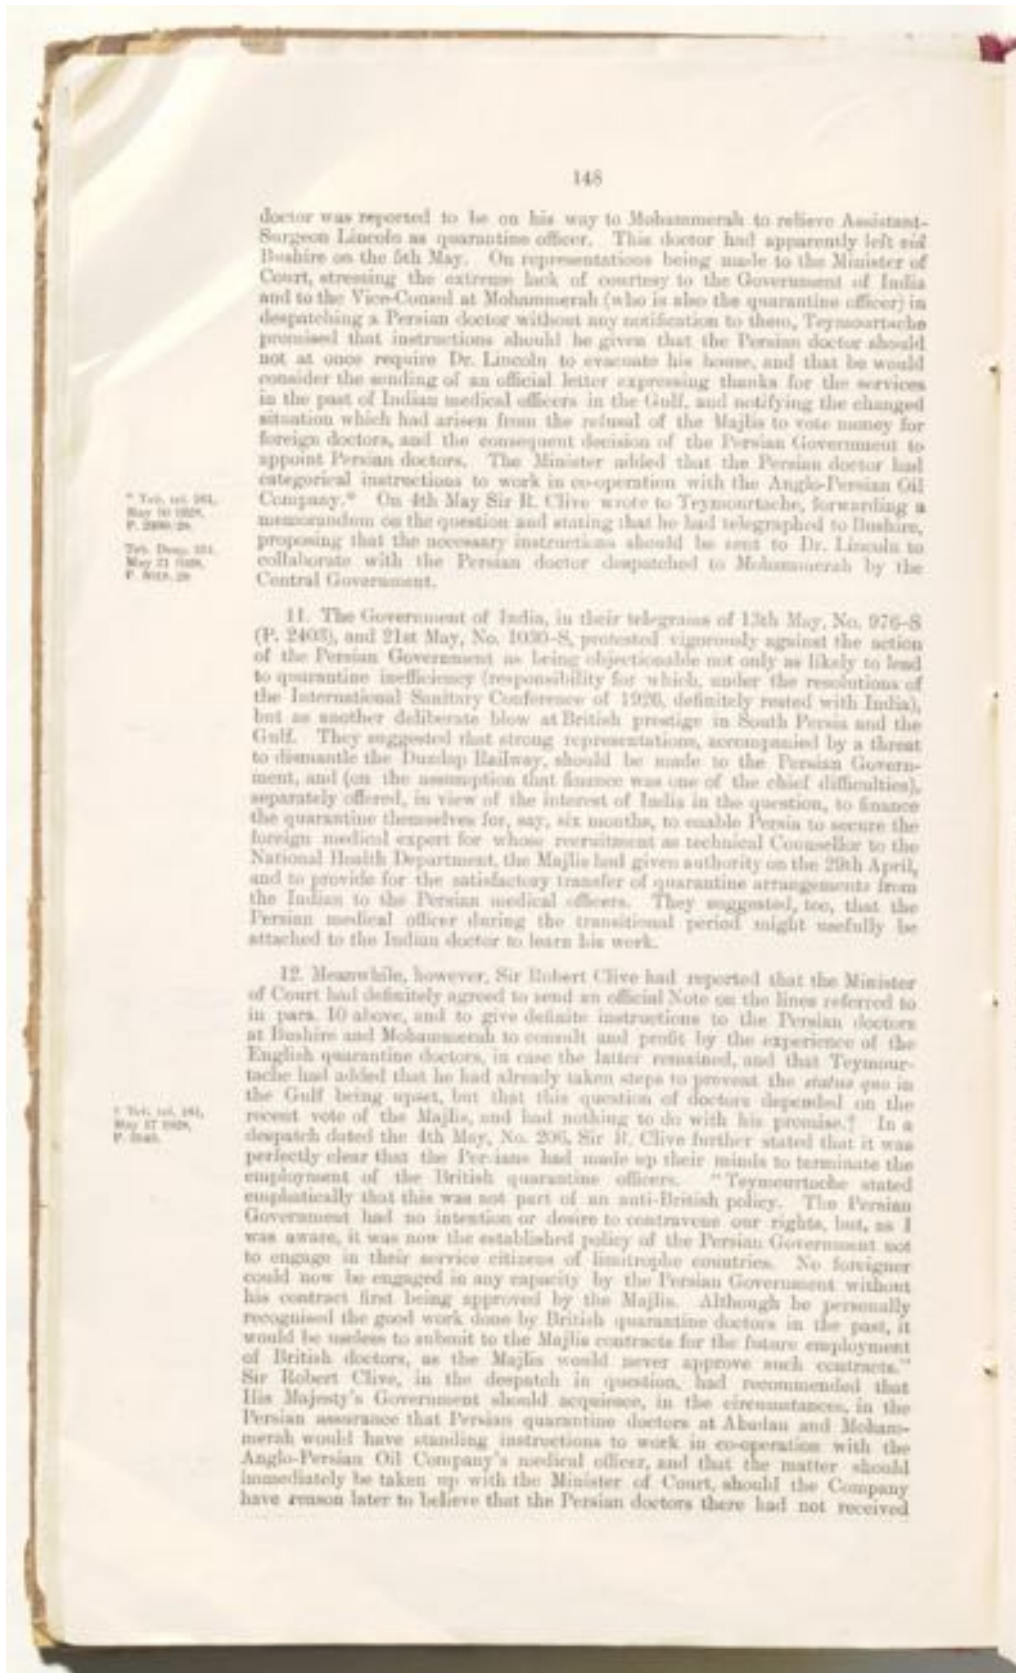 148
doctor was reported to be on his way to Mohammerah to relieve Assistant-
Surgeon Lincoln as quarantine officer. This doctor had apparently left
Bushire on the 5th May. On representations being made to the Minister of
Court, stressing the extreme lack of courtesy to the Government of India
and to the Vice-Consul at Mohammerah (who is also the quarantine officer) in
despatching a Persian doctor without any notification to them, Teymourtache
promised that instructions should be given that the Persian doctor should
not at once require Dr. Lincoln to evacuate his house, and that he would
consider the sending of an official letter expressing thanks for the services
in the past of Indian medical officers in the Gulf, and notifying the changed
situation which had arisen from the refusal of the Majlis to vote money for
foreign doctors, and the consequent decision of the Persian Government to
appoint Persian doctors. The Minister added that the Persian doctor had
categorical instructions to work in co-operation with the Anglo-Persian Oil
* Teh. tel. 161,
Company.* On 4th May Sir R. Clive wrote to Teymourtache, forwarding a
May 10 1928,
memorandum on the question and stating that he had telegraphed to Bushire,
proposing that the necessary instructions should be sent to Dr. Lincoln to
Teh. Desp.
collaborate with the Persian doctor despatched to Mohammerah by the
May 21 1928,
Central Government.
11. The Government of India, in their telegrams of 13th May, No. 976-S
(P. 2403), and 21st May, No. 1030-S, protested vigorously against the action
of the Persian Government as being objectionable not only as likely to lead
to quarantine inefficiency (responsibility for which, under the resolutions of
the International Sanitary Conference of 1926, definitely rested with India),
but as another deliberate blow at British prestige in South Persia and the
Gulf. They suggested that strong representations, accompanied by a threat
to dismantle the Duzdap Railway, should be made to the Persian Govern-
ment, and (on the assumption that finance was one of the chief difficulties),
separately offered, in view of the interest of India in the question, to finance
the quarantine themselves for, say, six months, to enable Persia to secure the
foreign medical expert for whose recruitment as technical Counsellor to the
National Health Department, the Majlis had given authority on the 29th April,
and to provide for the satisfactory transfer of quarantine arrangements from
the Indian to the Persian medical officers. They suggested, too, that the
Persian medical officer during the transitional period might usefully be
attached to the Indian doctor to learn his work.
12. Meanwhile, however, Sir Robert Clive had reported that the Minister
of Court had definitely agreed to send an official Note on the lines referred to
in para. 10 above, and to give definite instructions to the Persian doctors
at Bushire and Mohammerah to consult and profit by the experience of the
English quarantine doctors, in case the latter remained, and that Teymour-
tache had added that he had already taken steps to prevent the status quo in
the Gulf being upset, but that this question of doctors depended on the
† Teh. tel.
recent vote of the Majlis, and had nothing to do with his promise.† In a
May 17 1928,
despatch dated the 4th May, No. 206, Sir R. Clive further stated that it was
perfectly clear that the Persians had made up their minds to terminate the
employment of the British quarantine officers. "Teymourtache stated
emphatically that this was not part of an anti-British policy. The Persian
Government had no intention or desire to contravene our rights, but, as I
was aware, it was now the established policy of the Persian Government not
to engage in their service citizens of limitrophe countries. No foreigner
could now be engaged in any capacity by the Persian Government without
his contract first being approved by the Majlis. Although he personally
recognised the good work done by British quarantine doctors in the past, it
would be useless to submit to the Majlis contracts for the future employment
of British doctors, as the Majlis would never approve such contracts."
Sir Robert Clive, in the despatch in question, had recommended that
His Majesty's Government should acquiesce, in the circumstances, in the
Persian assurance that Persian quarantine doctors at Abadan and Moham-
merah would have standing instructions to work in co-operation with the
Anglo-Persian Oil Company's medical officer, and that the matter should
immediately be taken up with the Minister of Court, should the Company
have reason later to believe that the Persian doctors there had not received